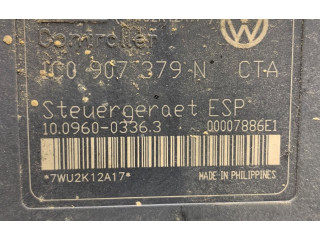 Controller
1C0 907 379 N CTA
Steuergeraet ESP
10.0960-0336.3 00007886E1
*7WU2K12A17* MADE IN PHILIPPINES